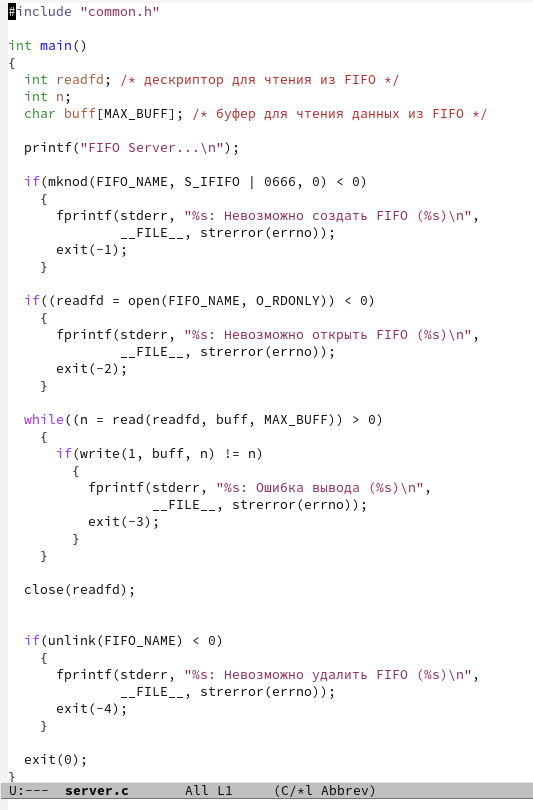 #include "common.h"

int main()
{
  int readfd; /* дескриптор для чтения из FIFO */
  int n;
  char buff[MAX_BUFF]; /* буфер для чтения данных из FIFO */

  printf("FIFO Server...\n");

  if(mknod(FIFO_NAME, S_IFIFO | 0666, 0) < 0)
    {
      fprintf(stderr, "%s: Невозможно создать FIFO (%s)\n",
              __FILE__, strerror(errno));
      exit(-1);
    }

  if((readfd = open(FIFO_NAME, O_RDONLY)) < 0)
    {
      fprintf(stderr, "%s: Невозможно открыть FIFO (%s)\n",
              __FILE__, strerror(errno));
      exit(-2);
    }

  while((n = read(readfd, buff, MAX_BUFF)) > 0)
    {
      if(write(1, buff, n) != n)
        {
          fprintf(stderr, "%s: Ошибка вывода (%s)\n",
                  __FILE__, strerror(errno));
          exit(-3);
        }
    }

  close(readfd);


  if(unlink(FIFO_NAME) < 0)
    {
      fprintf(stderr, "%s: Невозможно удалить FIFO (%s)\n",
              __FILE__, strerror(errno));
      exit(-4);
    }

  exit(0);
}
U:--- server.c All L1 (C/*l Abbrev)